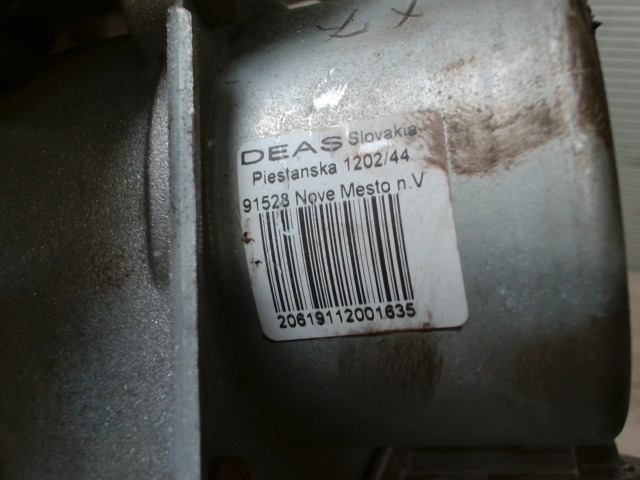 DEAS Slovakia
Piestanska 1202/44
91528 Nove Mesto n.V
20619112001635